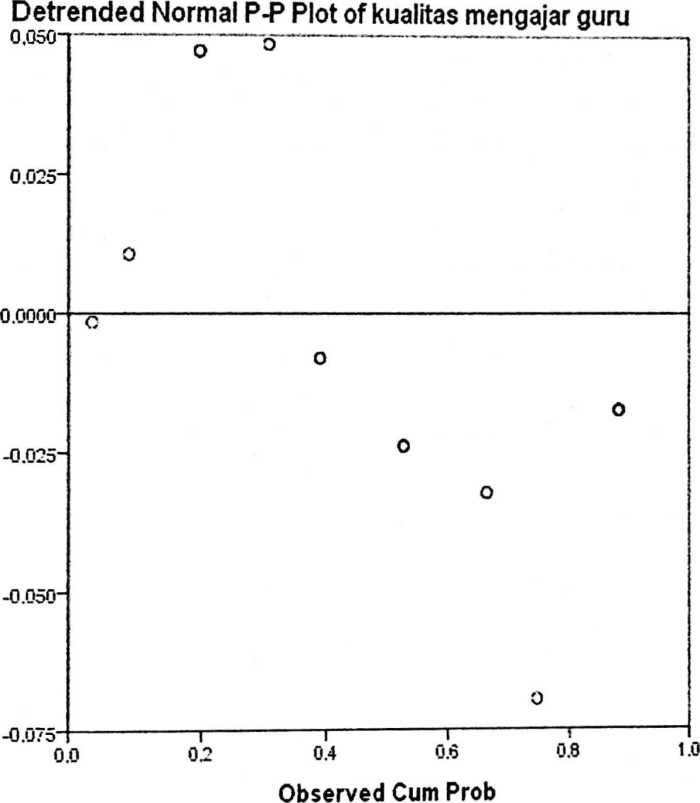 Detrended Normal P-P Plot of kualitas mengajar guru
0.050
0.025
0.0000
-0.025
-0.050
-0.075
0.0 0.2 0.4 0.6 0.8 1.0
Observed Cum Prob